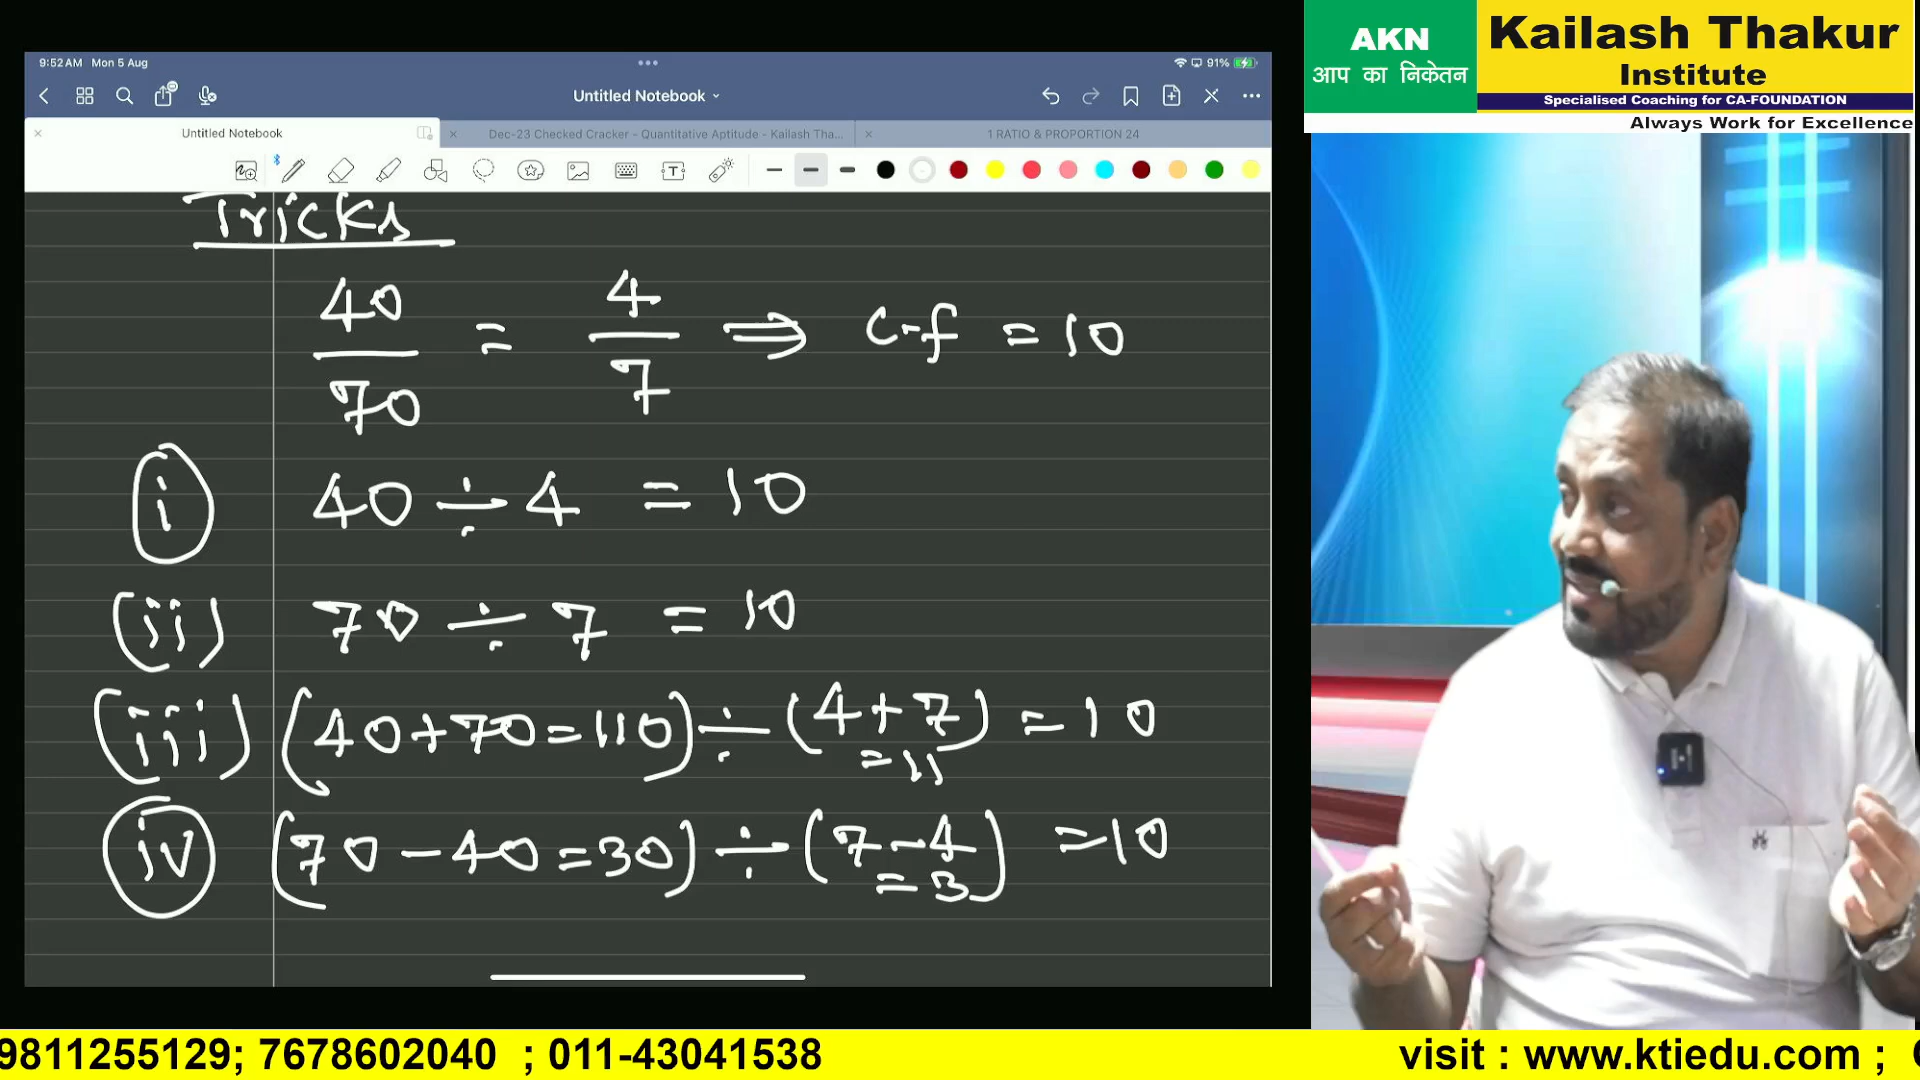 9:52 AM Mon 5 Aug
91%
Untitled Notebook
Untitled Notebook
Dec-23 Checked Cracker - Quantitative Aptitude - Kailash Tha...
1 RATIO & PROPORTION 24
Tricks
40/70 = 4/7 ⇒ C-f = 10
(i) 40 ÷ 4 = 10
(ii) 70 ÷ 7 = 10
(iii) (40+70=110) ÷ (4+7 =11) = 10
(iv) (70-40=30) ÷ (7-4 =3) =10
AKN
आप का निकेतन
Kailash Thakur
Institute
Specialised Coaching for CA-FOUNDATION
Always Work for Excellence
9811255129; 7678602040 ; 011-43041538
visit : www.ktiedu.com ;